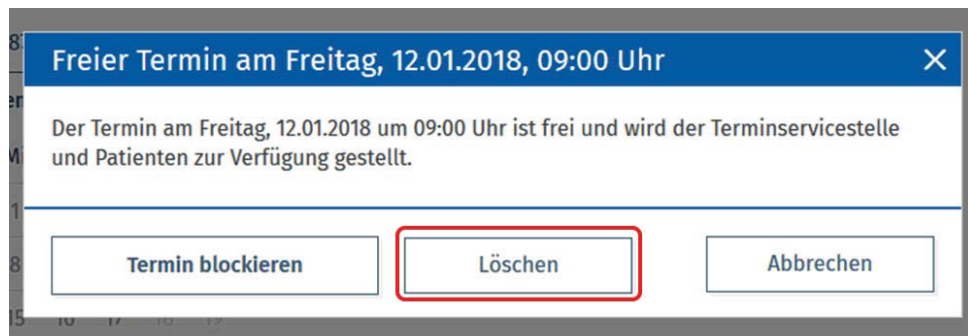 Freier Termin am Freitag, 12.01.2018, 09:00 Uhr
Der Termin am Freitag, 12.01.2018 um 09:00 Uhr ist frei und wird der Terminservicestelle
und Patienten zur Verfügung gestellt.
Termin blockieren
Löschen
Abbrechen